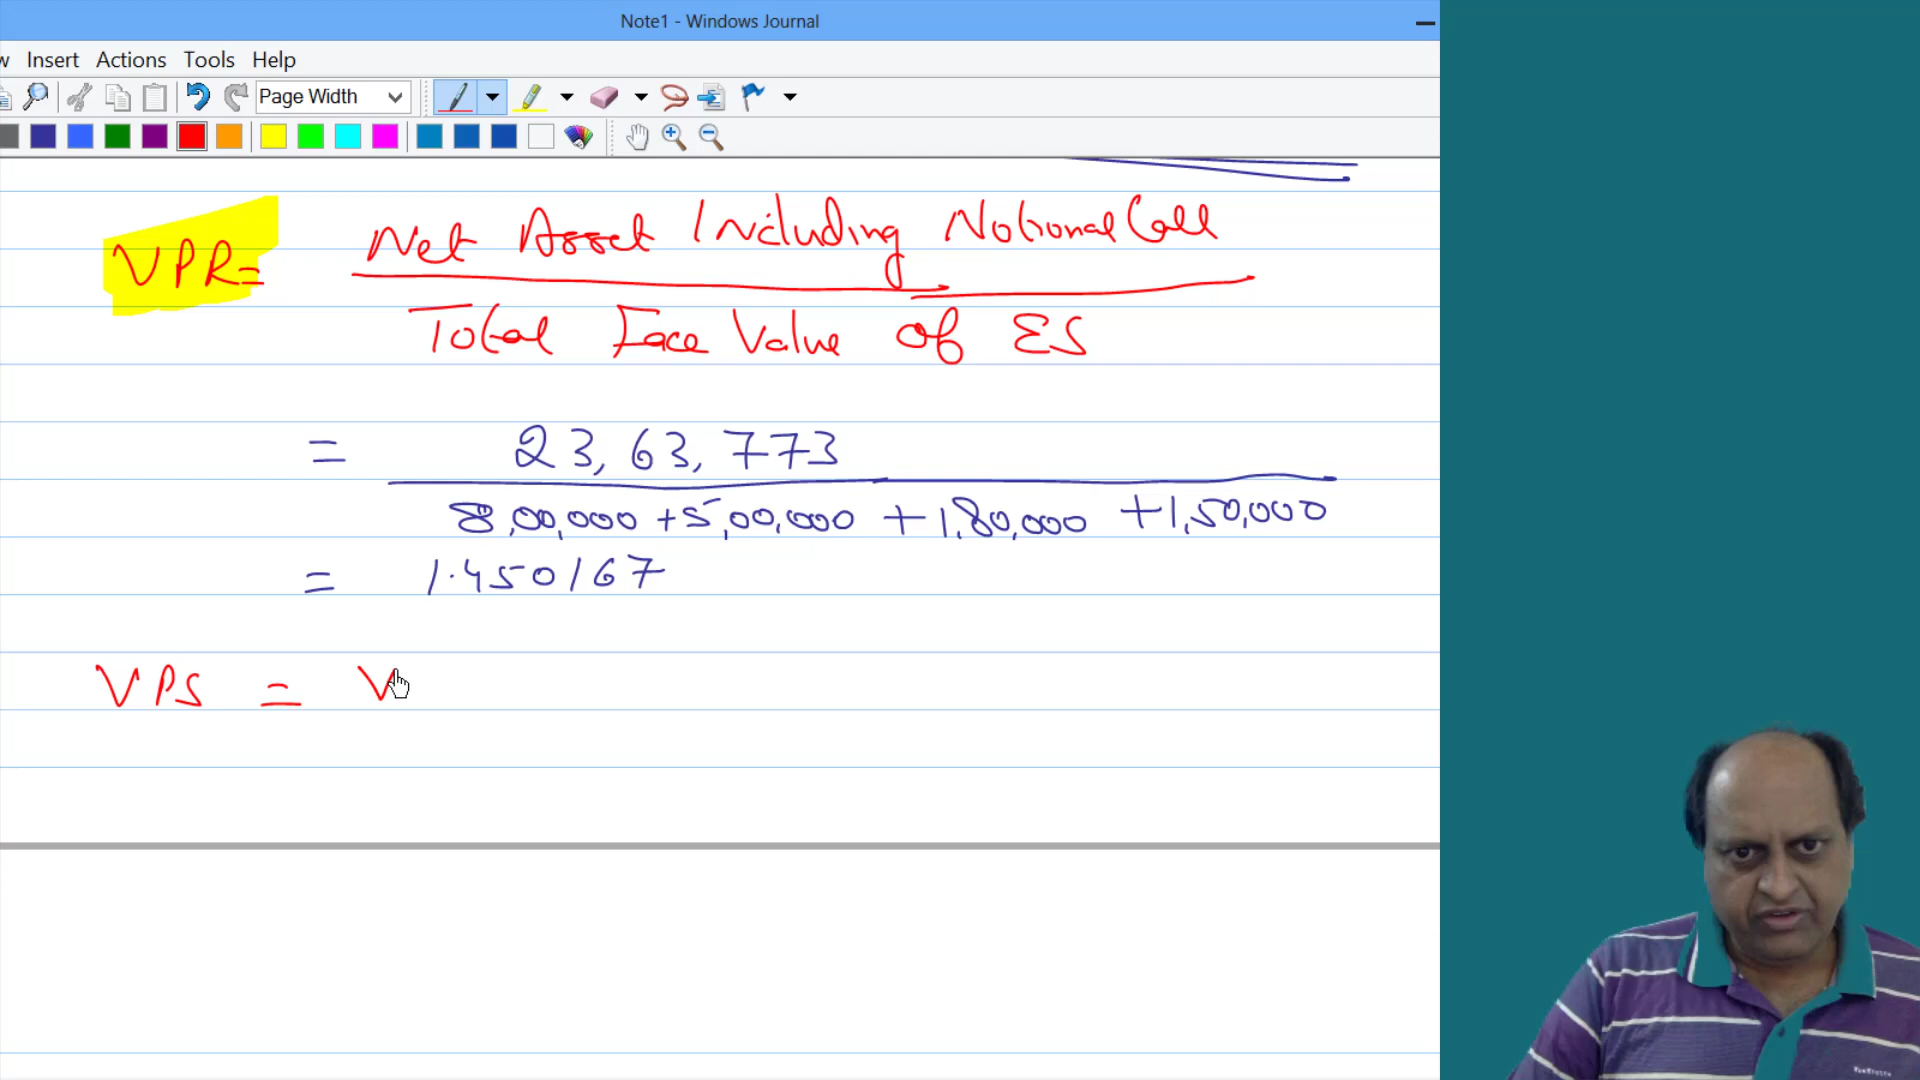 Note1 - Windows Journal
Insert Actions Tools Help
Page Width
VPR= Net Asset Including Notional Call
Total Face Value of ES
= 23,63,773
8,00,000 +5,00,000 +1,80,000 +1,50,000
= 1.450167
VPS = V